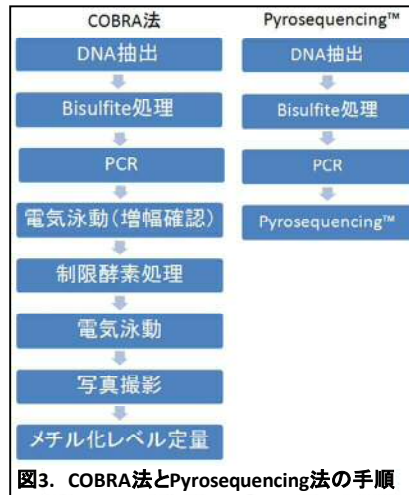 COBRA法
DNA抽出
Bisulfite処理
PCR
電気泳動(増幅確認)
制限酵素処理
電気泳動
写真撮影
メチル化レベル定量
Pyrosequencing™
DNA抽出
Bisulfite処理
PCR
Pyrosequencing™
図3. COBRA法とPyrosequencing法の手順